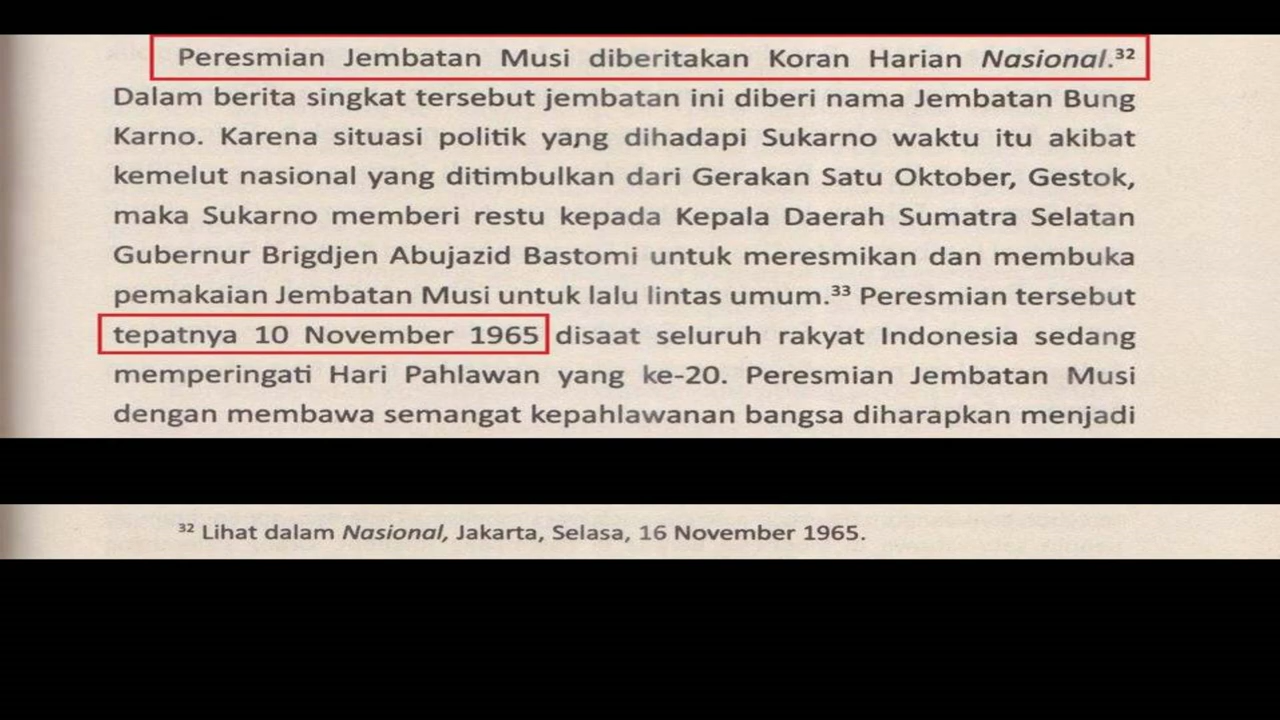 Peresmian Jembatan Musi diberitakan Koran Harian Nasional.³²
Dalam berita singkat tersebut jembatan ini diberi nama Jembatan Bung
Karno. Karena situasi politik yang dihadapi Sukarno waktu itu akibat
kemelut nasional yang ditimbulkan dari Gerakan Satu Oktober, Gestok,
maka Sukarno memberi restu kepada Kepala Daerah Sumatra Selatan
Gubernur Brigdjen Abujazid Bastomi untuk meresmikan dan membuka
pemakaian Jembatan Musi untuk lalu lintas umum.³³ Peresmian tersebut
tepatnya 10 November 1965 disaat seluruh rakyat Indonesia sedang
memperingati Hari Pahlawan yang ke-20. Peresmian Jembatan Musi
dengan membawa semangat kepahlawanan bangsa diharapkan menjadi
³² Lihat dalam Nasional, Jakarta, Selasa, 16 November 1965.